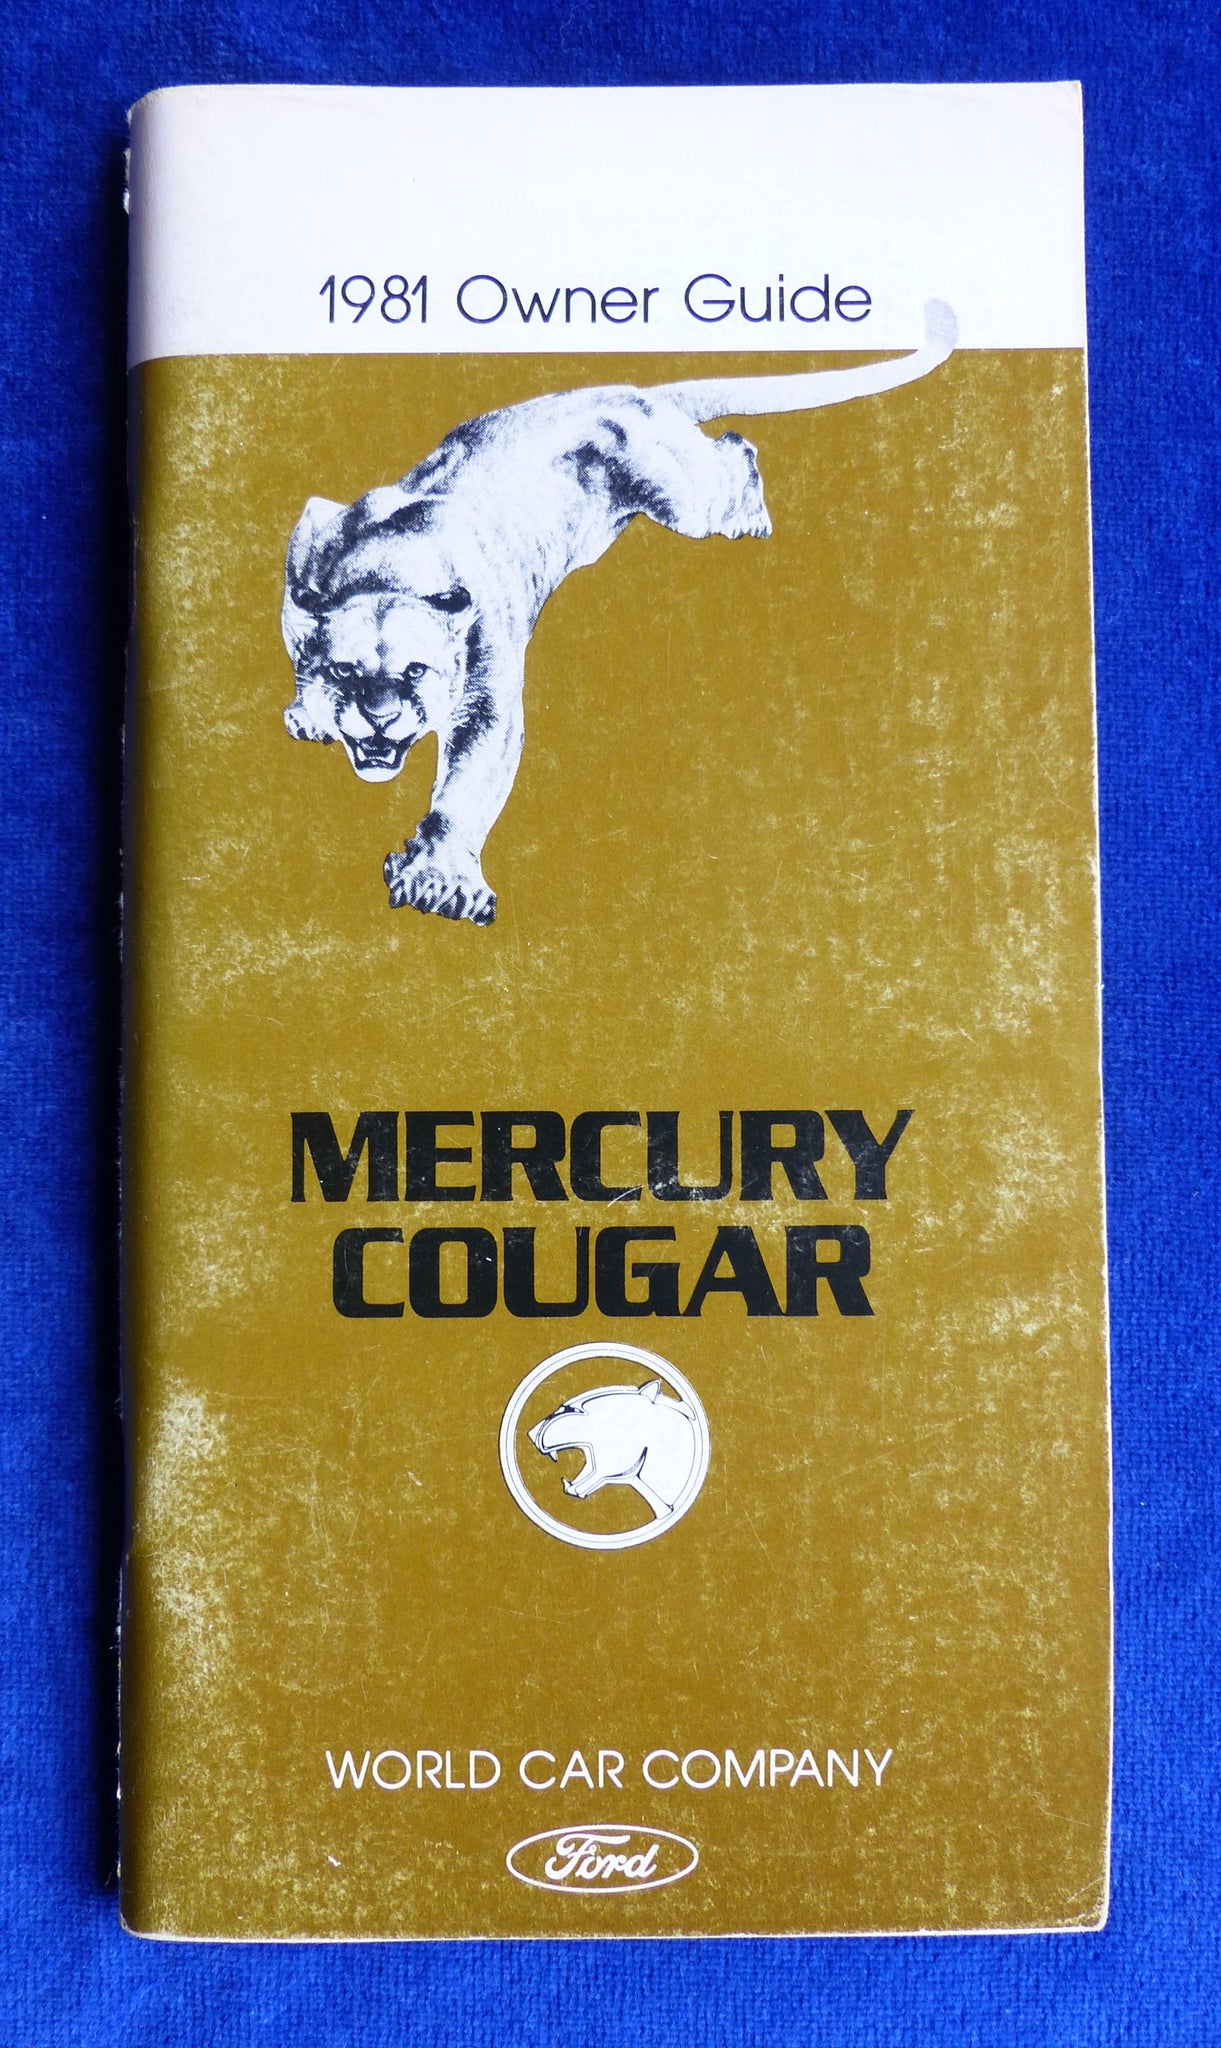 1981 Owner Guide
MERCURY
COUGAR
WORLD CAR COMPANY
Ford